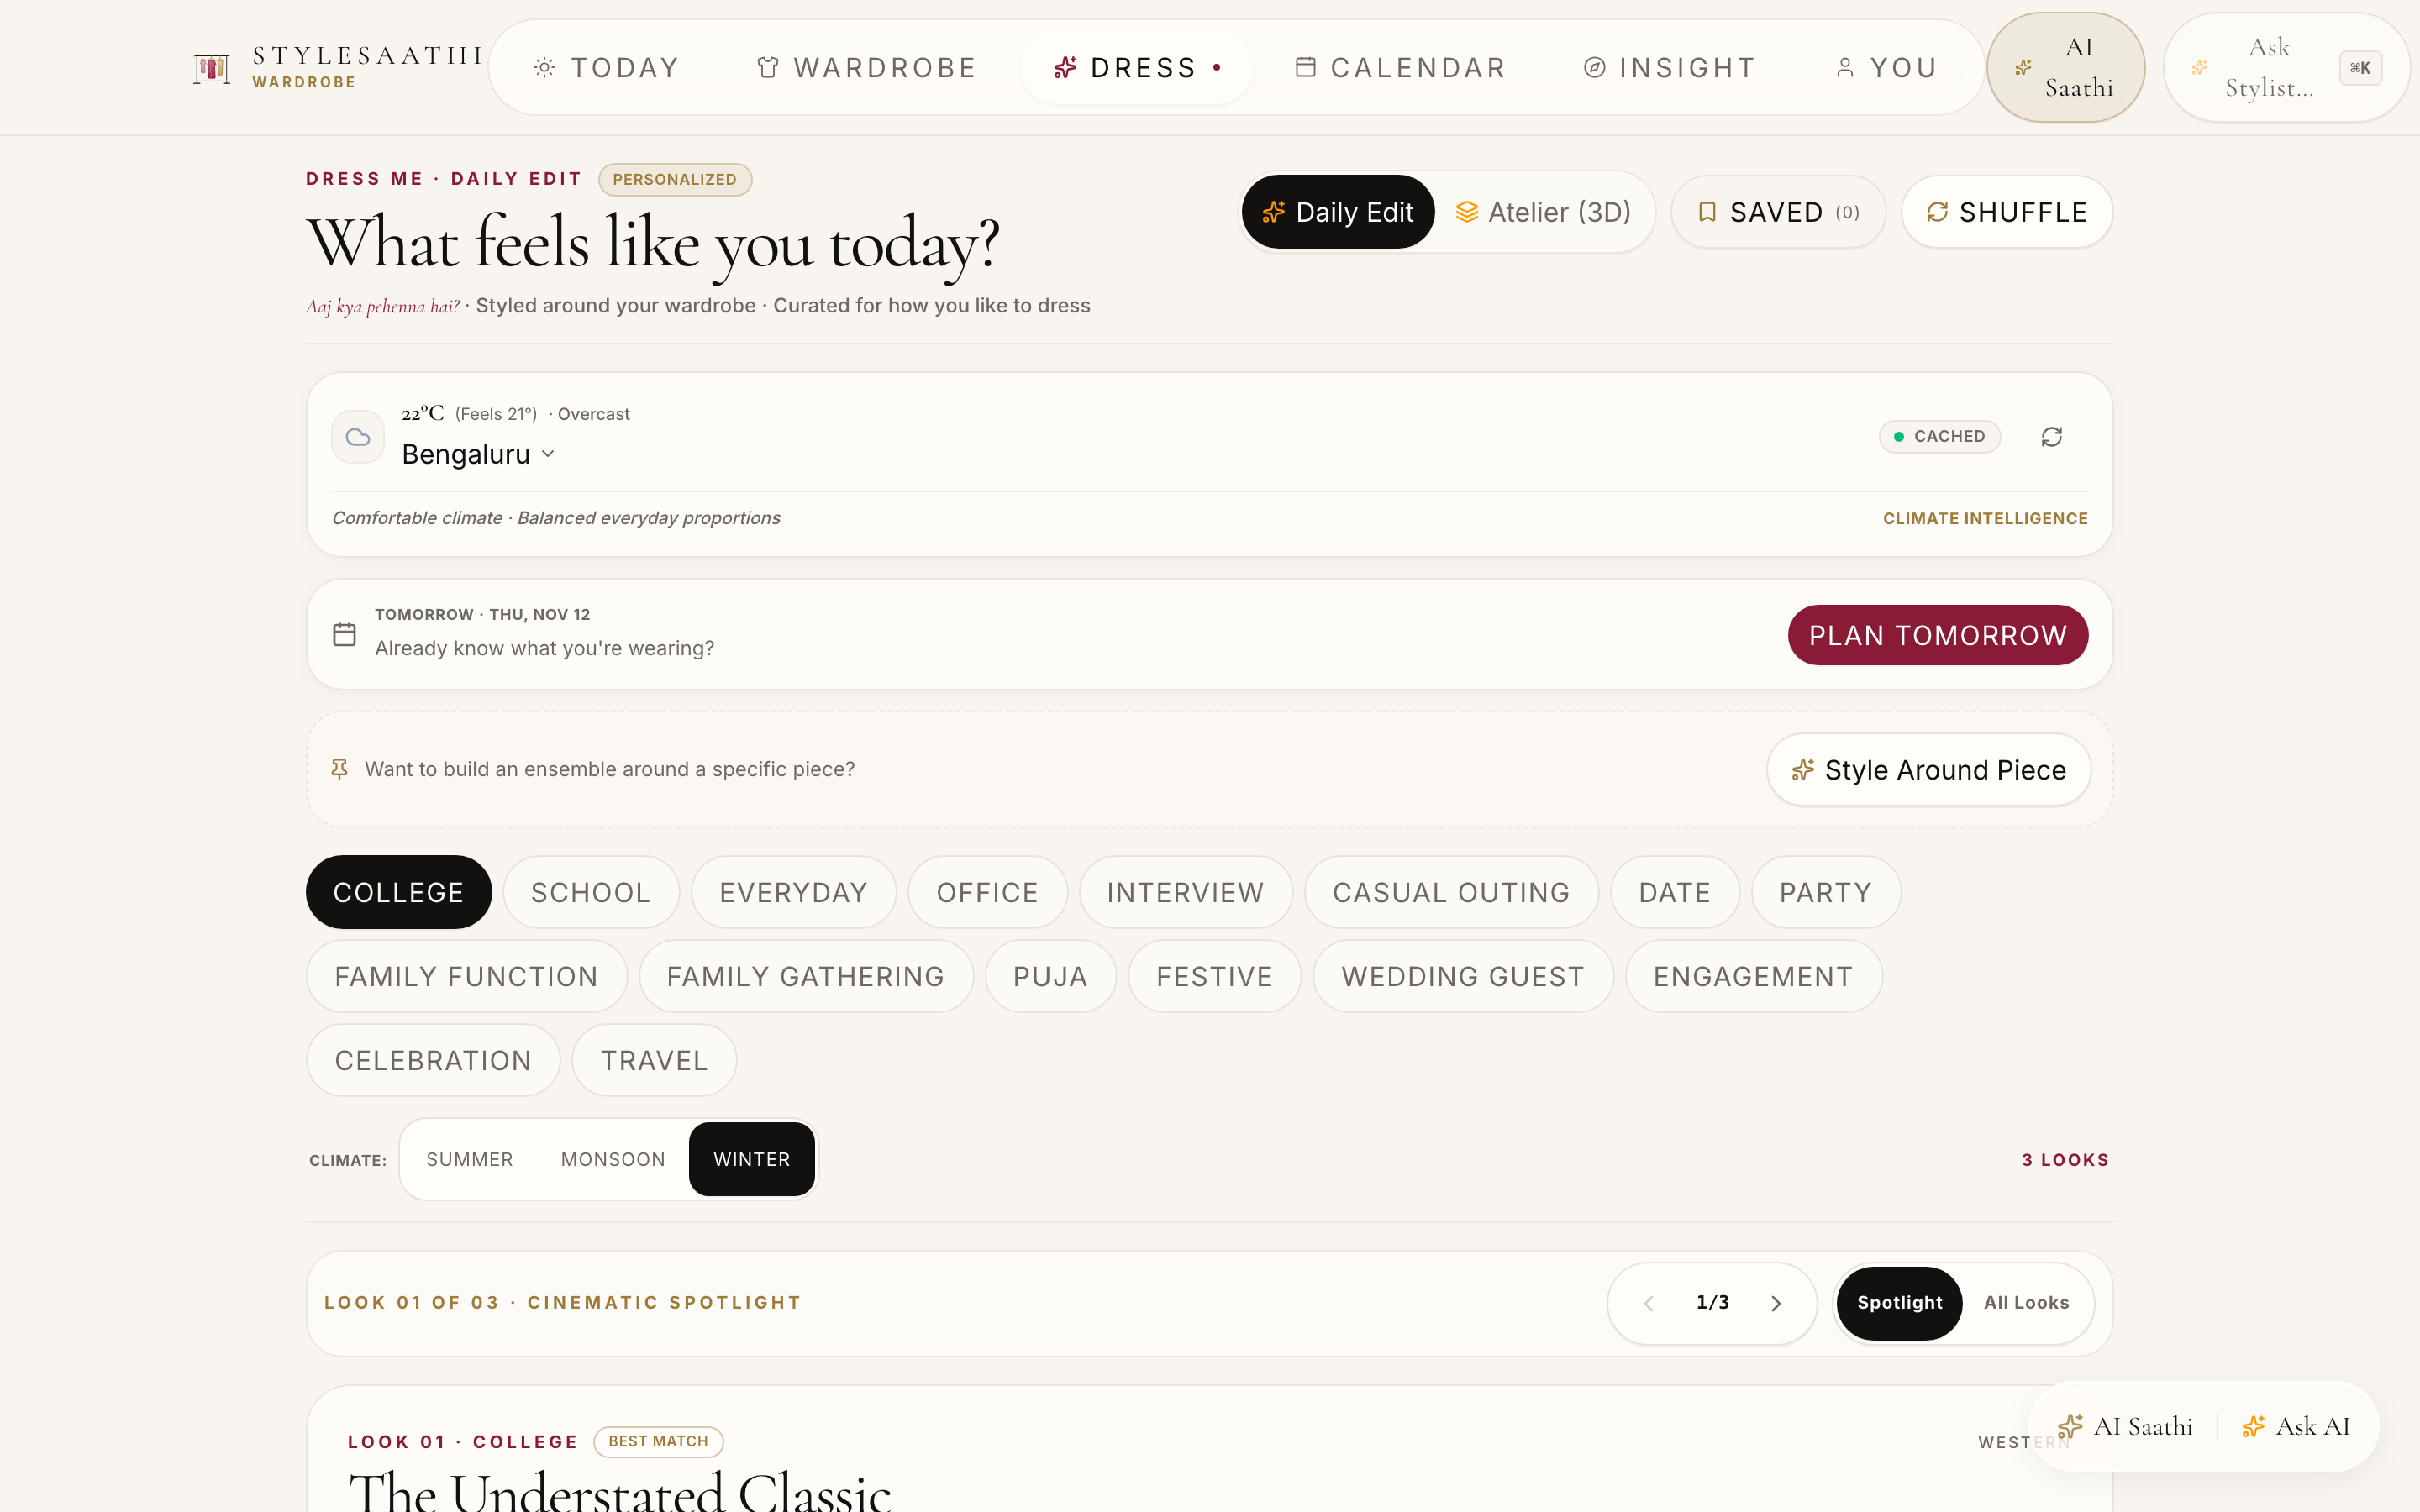 STYLESAATHI
WARDROBE
TODAY
WARDROBE
DRESS
CALENDAR
INSIGHT
YOU
AI
Saathi
Ask
Stylist...
⌘K
DRESS ME · DAILY EDIT
PERSONALIZED
What feels like you today?
Aaj kya pehenna hai? · Styled around your wardrobe · Curated for how you like to dress
Daily Edit
Atelier (3D)
SAVED (0)
SHUFFLE
22°C (Feels 21°) · Overcast
Bengaluru
CACHED
Comfortable climate · Balanced everyday proportions
CLIMATE INTELLIGENCE
TOMORROW · THU, NOV 12
Already know what you're wearing?
PLAN TOMORROW
Want to build an ensemble around a specific piece?
Style Around Piece
COLLEGE SCHOOL EVERYDAY OFFICE INTERVIEW CASUAL OUTING DATE PARTY
FAMILY FUNCTION FAMILY GATHERING PUJA FESTIVE WEDDING GUEST ENGAGEMENT
CELEBRATION TRAVEL
CLIMATE: SUMMER MONSOON WINTER
3 LOOKS
LOOK 01 OF 03 · CINEMATIC SPOTLIGHT
1/3
Spotlight All Looks
LOOK 01 · COLLEGE
BEST MATCH
WESTERN
The Understated Classic
AI Saathi
Ask AI